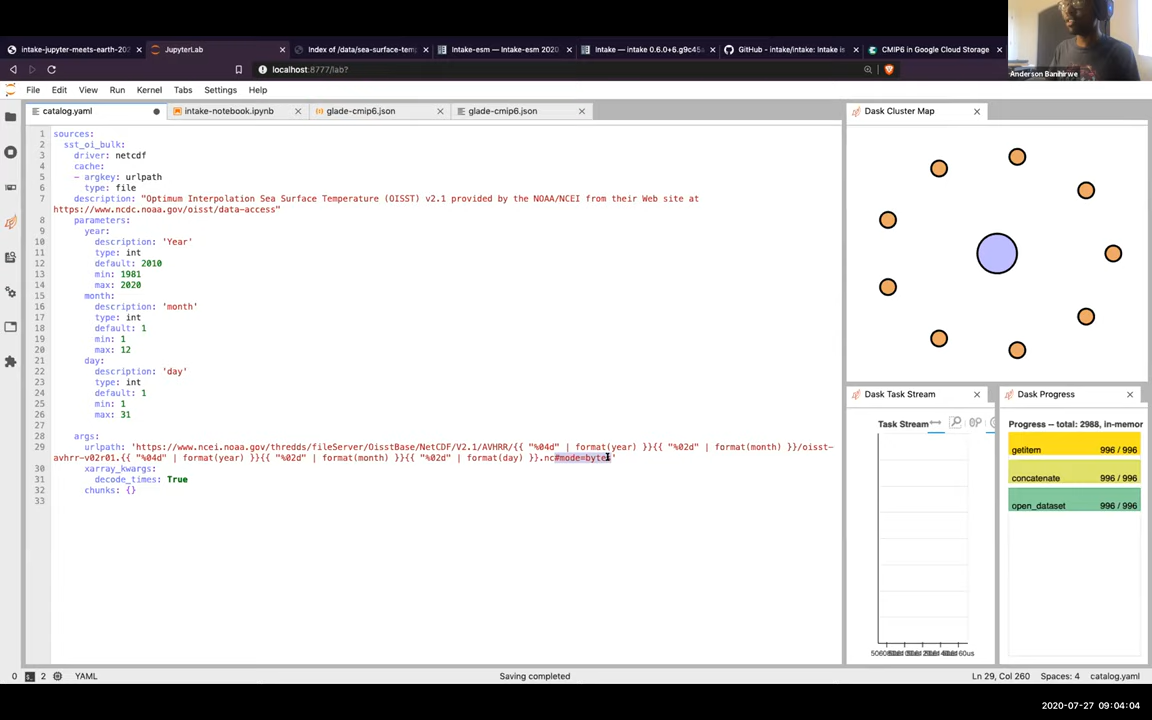 intake-jupyter-meets-earth-202
JupyterLab
Index of /data/sea-surface-temp
Intake-esm — Intake-esm 2020
Intake — intake 0.6.0+6.g9c45a
GitHub - intake/intake: Intake is
CMIP6 in Google Cloud Storage
localhost:8777/lab?
Anderson Banihirwe
File Edit View Run Kernel Tabs Settings Help
catalog.yaml
intake-notebook.ipynb
glade-cmip6.json
glade-cmip6.json
Dask Cluster Map
1 sources:
2 sst_oi_bulk:
3 driver: netcdf
4 cache:
5 - argkey: urlpath
6 type: file
7 description: "Optimum Interpolation Sea Surface Temperature (OISST) v2.1 provided by the NOAA/NCEI from their Web site at
https://www.ncdc.noaa.gov/oisst/data-access"
8 parameters:
9 year:
10 description: 'Year'
11 type: int
12 default: 2010
13 min: 1981
14 max: 2020
15 month:
16 description: 'month'
17 type: int
18 default: 1
19 min: 1
20 max: 12
21 day:
22 description: 'day'
23 type: int
24 default: 1
25 min: 1
26 max: 31
27
28 args:
29 urlpath: 'https://www.ncei.noaa.gov/thredds/fileServer/OisstBase/NetCDF/V2.1/AVHRR/{{ "%04d" | format(year) }}{{ "%02d" | format(month) }}/oisst-
avhrr-v02r01.{{ "%04d" | format(year) }}{{ "%02d" | format(month) }}{{ "%02d" | format(day) }}.nc#mode=bytes'
30 xarray_kwargs:
31 decode_times: True
32 chunks: {}
33
Dask Task Stream
Task Stream
Dask Progress
Progress -- total: 2988, in-memor
getitem 996 / 996
concatenate 996 / 996
open_dataset 996 / 996
0 2 YAML
Saving completed
Ln 29, Col 260 Spaces: 4 catalog.yaml
2020-07-27 09:04:04